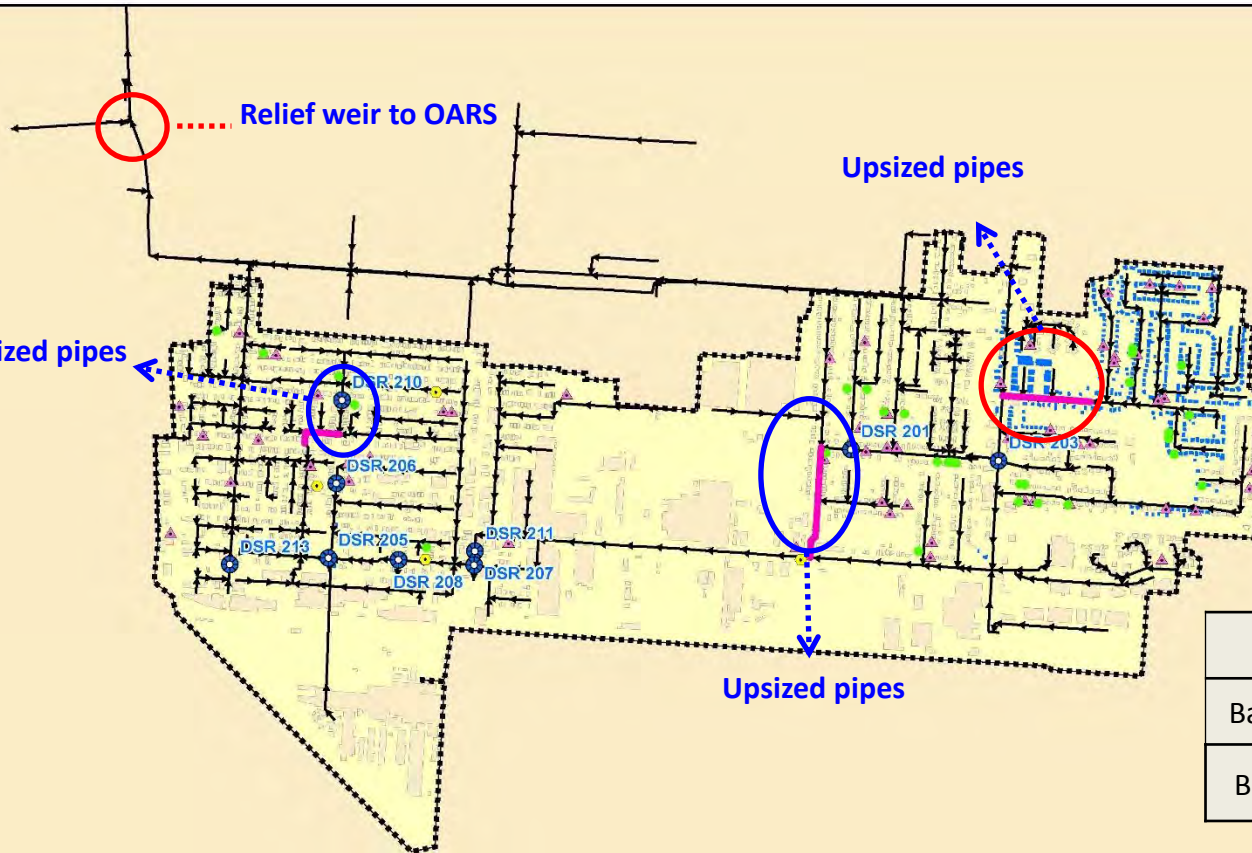 Relief weir to OARS
Upsized pipes
ized pipes
DSR 210
DSR 201
DSR 203
DSR 206
DSR 213
DSR 205
DSR 211
DSR 208
DSR 207
Upsized pipes
Ba
B